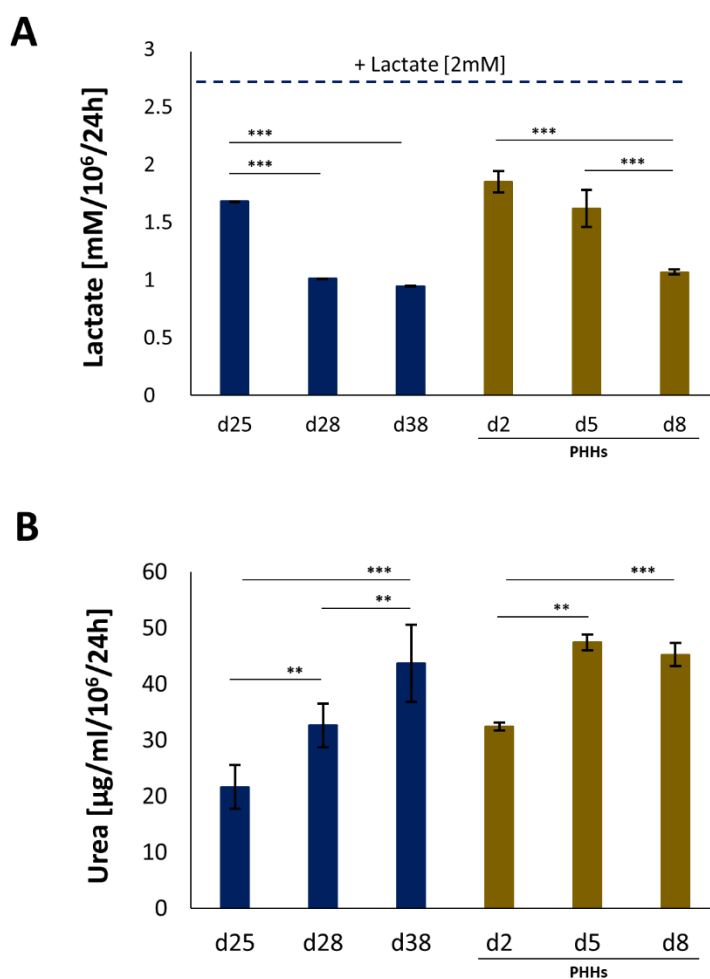 A
Lactate [mM/10⁶/24h]
3
2.5
2
1.5
1
0.5
0
+ Lactate [2mM]
***
***
***
***
d25 d28 d38 d2 d5 d8
PHHs
B
Urea [µg/ml/10⁶/24h]
60
50
40
30
20
10
0
***
**
**
***
**
d25 d28 d38 d2 d5 d8
PHHs